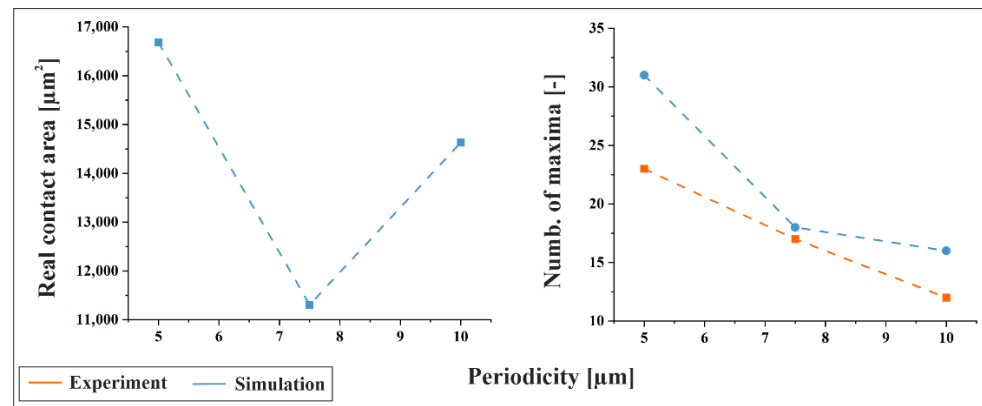 Real contact area [µm²]
17,000
16,000
15,000
14,000
13,000
12,000
11,000
5 6 7 8 9 10
Numb. of maxima [-]
35
30
25
20
15
10
5 6 7 8 9 10
Periodicity [µm]
Experiment Simulation